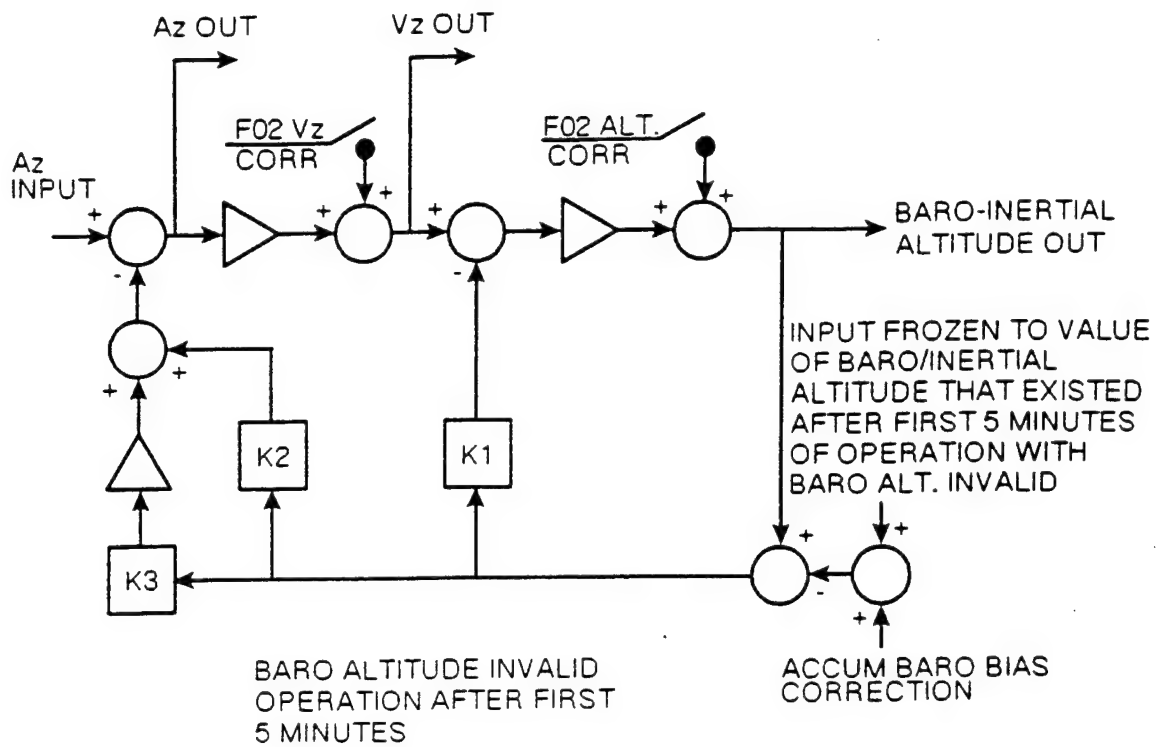 Az OUT
Vz OUT
F02 Vz
CORR
F02 ALT.
CORR
Az
INPUT
+
+
+
+
+
+
-
-
BARO-INERTIAL
ALTITUDE OUT
+
+
K2
K1
K3
INPUT FROZEN TO VALUE
OF BARO/INERTIAL
ALTITUDE THAT EXISTED
AFTER FIRST 5 MINUTES
OF OPERATION WITH
BARO ALT. INVALID
+
+
-
+
ACCUM BARO BIAS
CORRECTION
BARO ALTITUDE INVALID
OPERATION AFTER FIRST
5 MINUTES